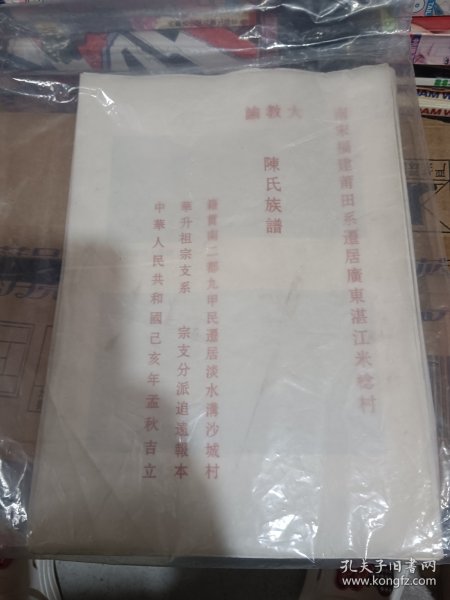 南宋福建莆田系遷居廣東湛江米稔村
大教諭
陳氏族譜
籍貫南二都九甲民遷居淡水溝沙城村
華升祖宗支系 宗支分派追遠報本
中華人民共和國己亥年孟秋吉立
孔夫子旧书网
www.kongfz.com